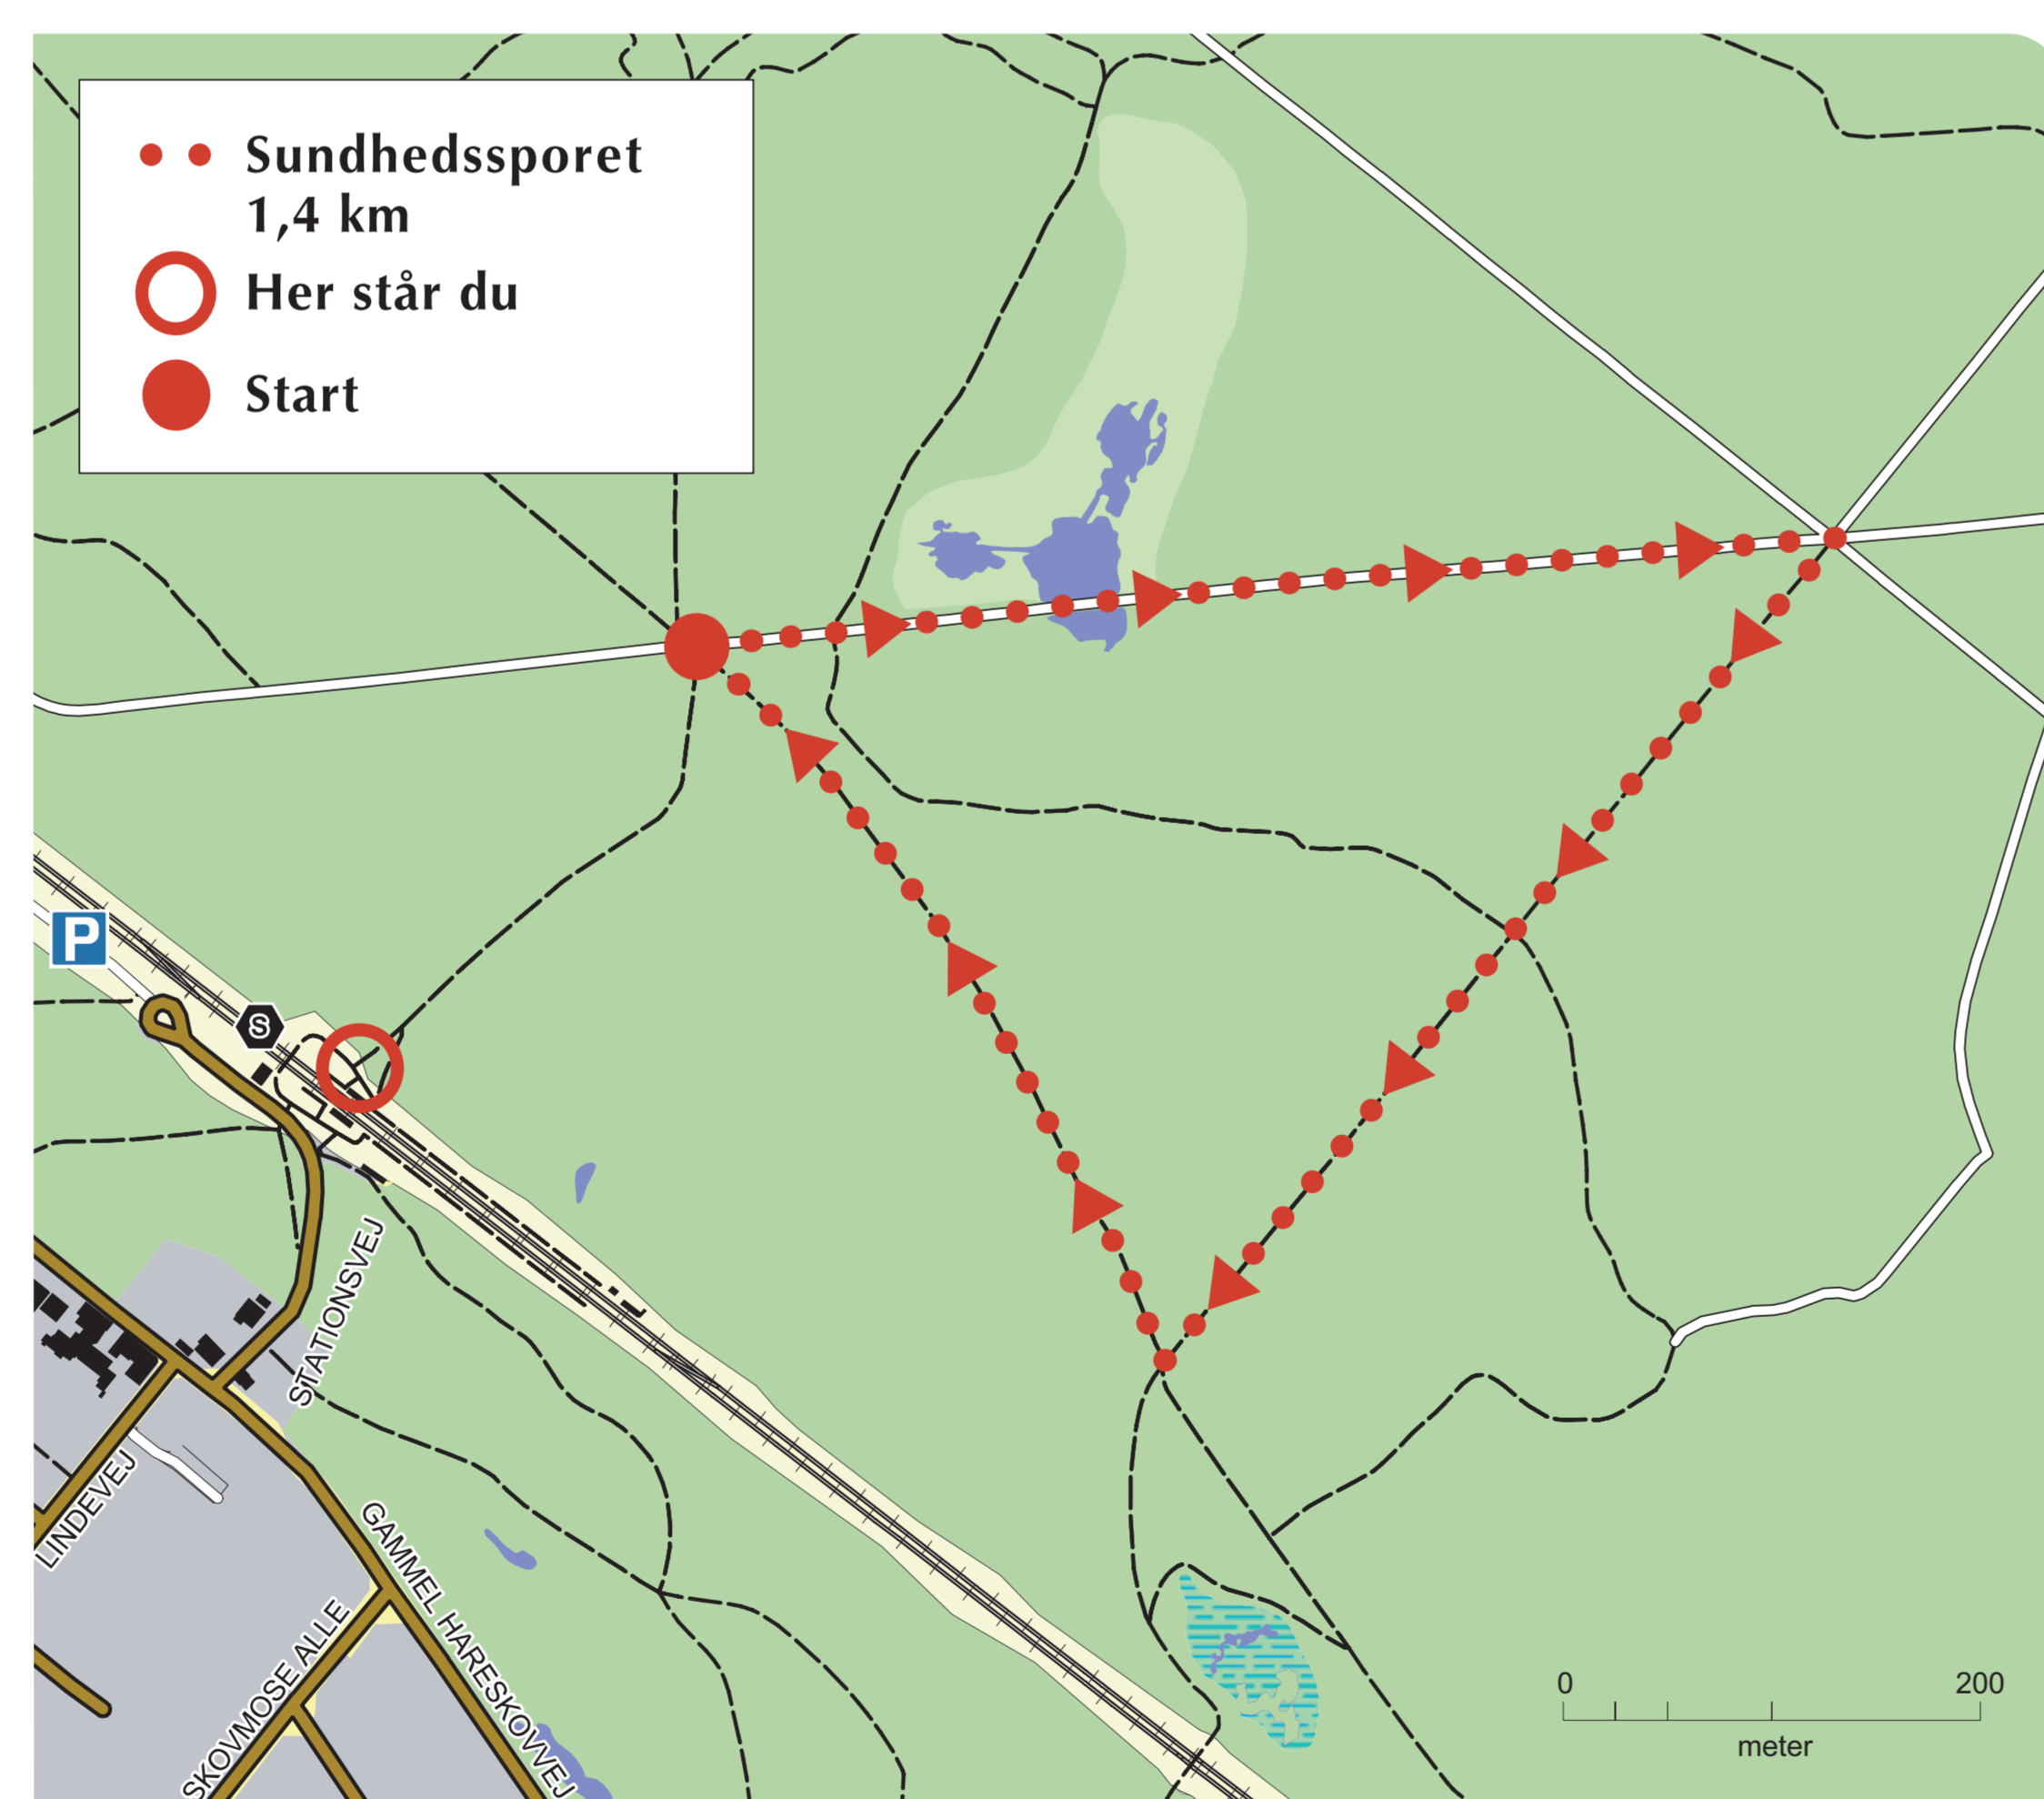 Sundhedssporet
1,4 km
Her står du
Start
P
S
STATIONSVEJ
LINDEVEJ
GAMMEL HARESKOVVEJ
SKOVMOSE ALLE
0 200
meter